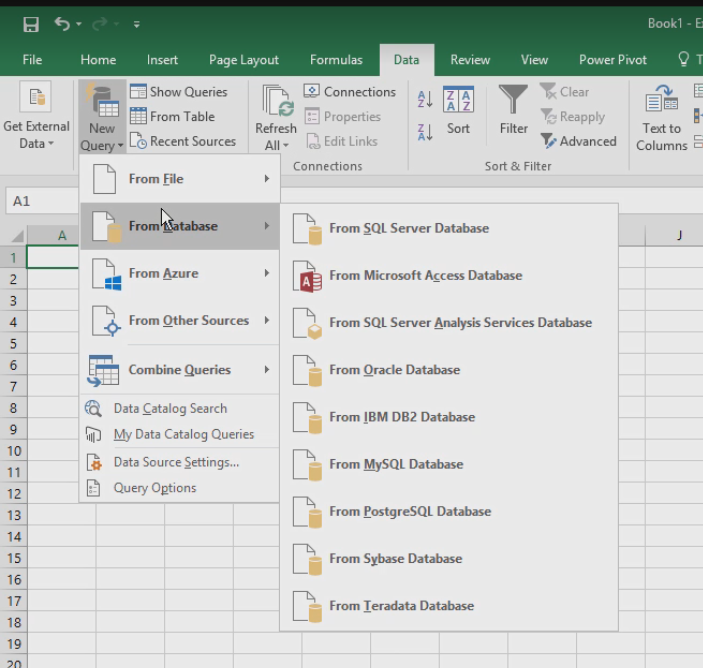 Book1 - E
File Home Insert Page Layout Formulas Data Review View Power Pivot T
Get External
Data
New
Query
Show Queries
From Table
Recent Sources
Refresh
All
Connections
Properties
Edit Links
Connections
A
Z
Z
A
Z A
A Z
Sort
Filter
Clear
Reapply
Advanced
Sort & Filter
Text to
Columns
A1
A J
1
2
3
4
5
6
7
8
9
10
11
12
13
14
15
16
17
18
19
20
From File
From Database
From Azure
From Other Sources
Combine Queries
Data Catalog Search
My Data Catalog Queries
Data Source Settings...
Query Options
From SQL Server Database
From Microsoft Access Database
From SQL Server Analysis Services Database
From Oracle Database
From IBM DB2 Database
From MySQL Database
From PostgreSQL Database
From Sybase Database
From Teradata Database